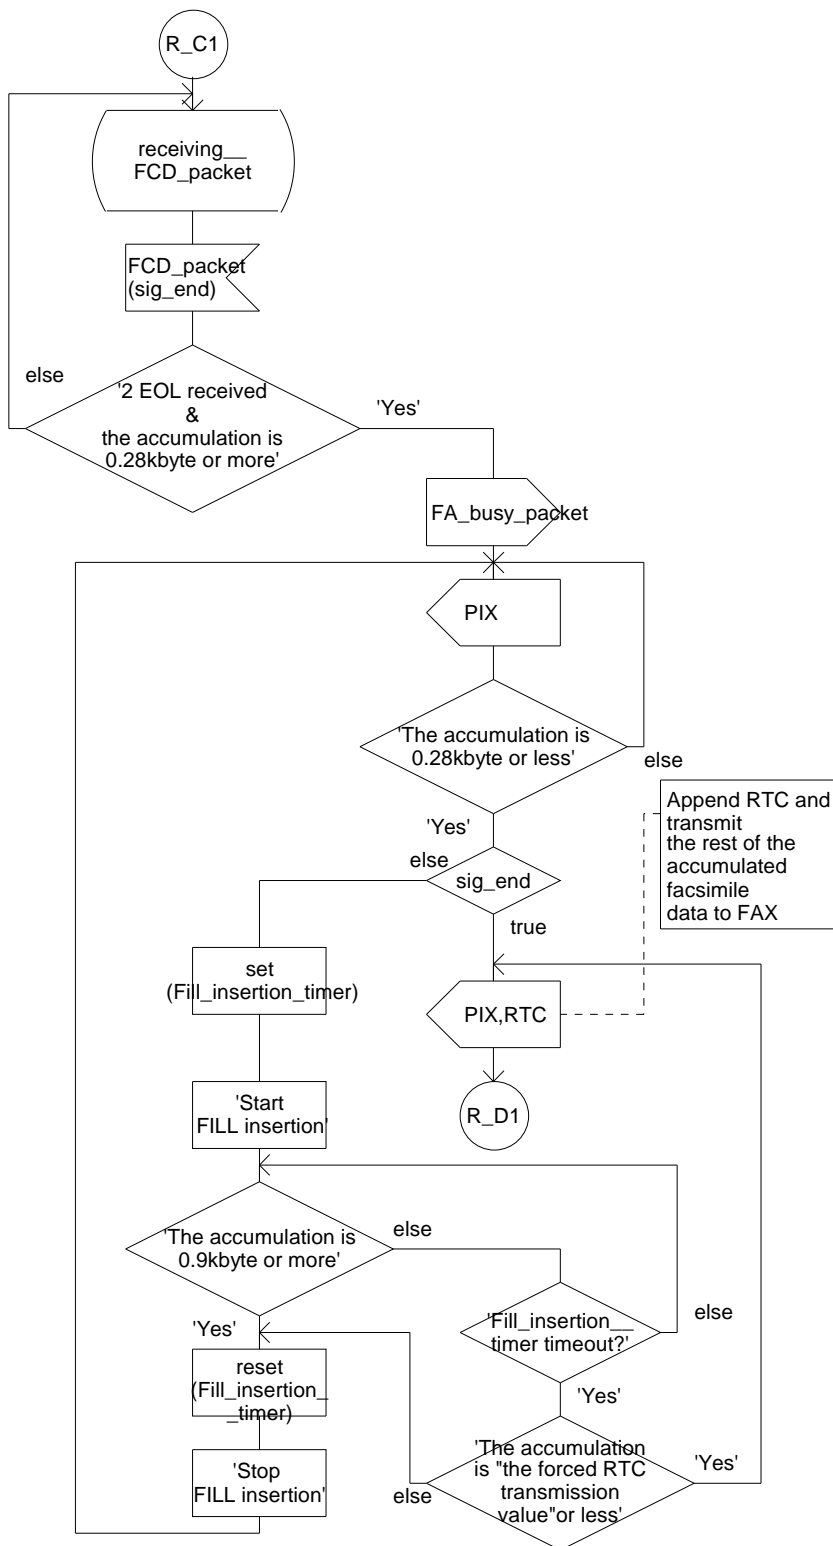 R_C1
receiving__
FCD_packet
FCD_packet
(sig_end)
else
'2 EOL received
&
the accumulation is
0.28kbyte or more'
'Yes'
FA_busy_packet
PIX
'The accumulation is
0.28kbyte or less'
else
'Yes'
Append RTC and
transmit
the rest of the
accumulated
facsimile
data to FAX
else
sig_end
true
set
(Fill_insertion_timer)
PIX,RTC
'Start
FILL insertion'
R_D1
'The accumulation is
0.9kbyte or more'
else
'Fill_insertion__
timer timeout?'
else
'Yes'
reset
(Fill_insertion_
_timer)
'Yes'
'The accumulation
is "the forced RTC
transmission
value"or less'
'Yes'
else
'Stop
FILL insertion'